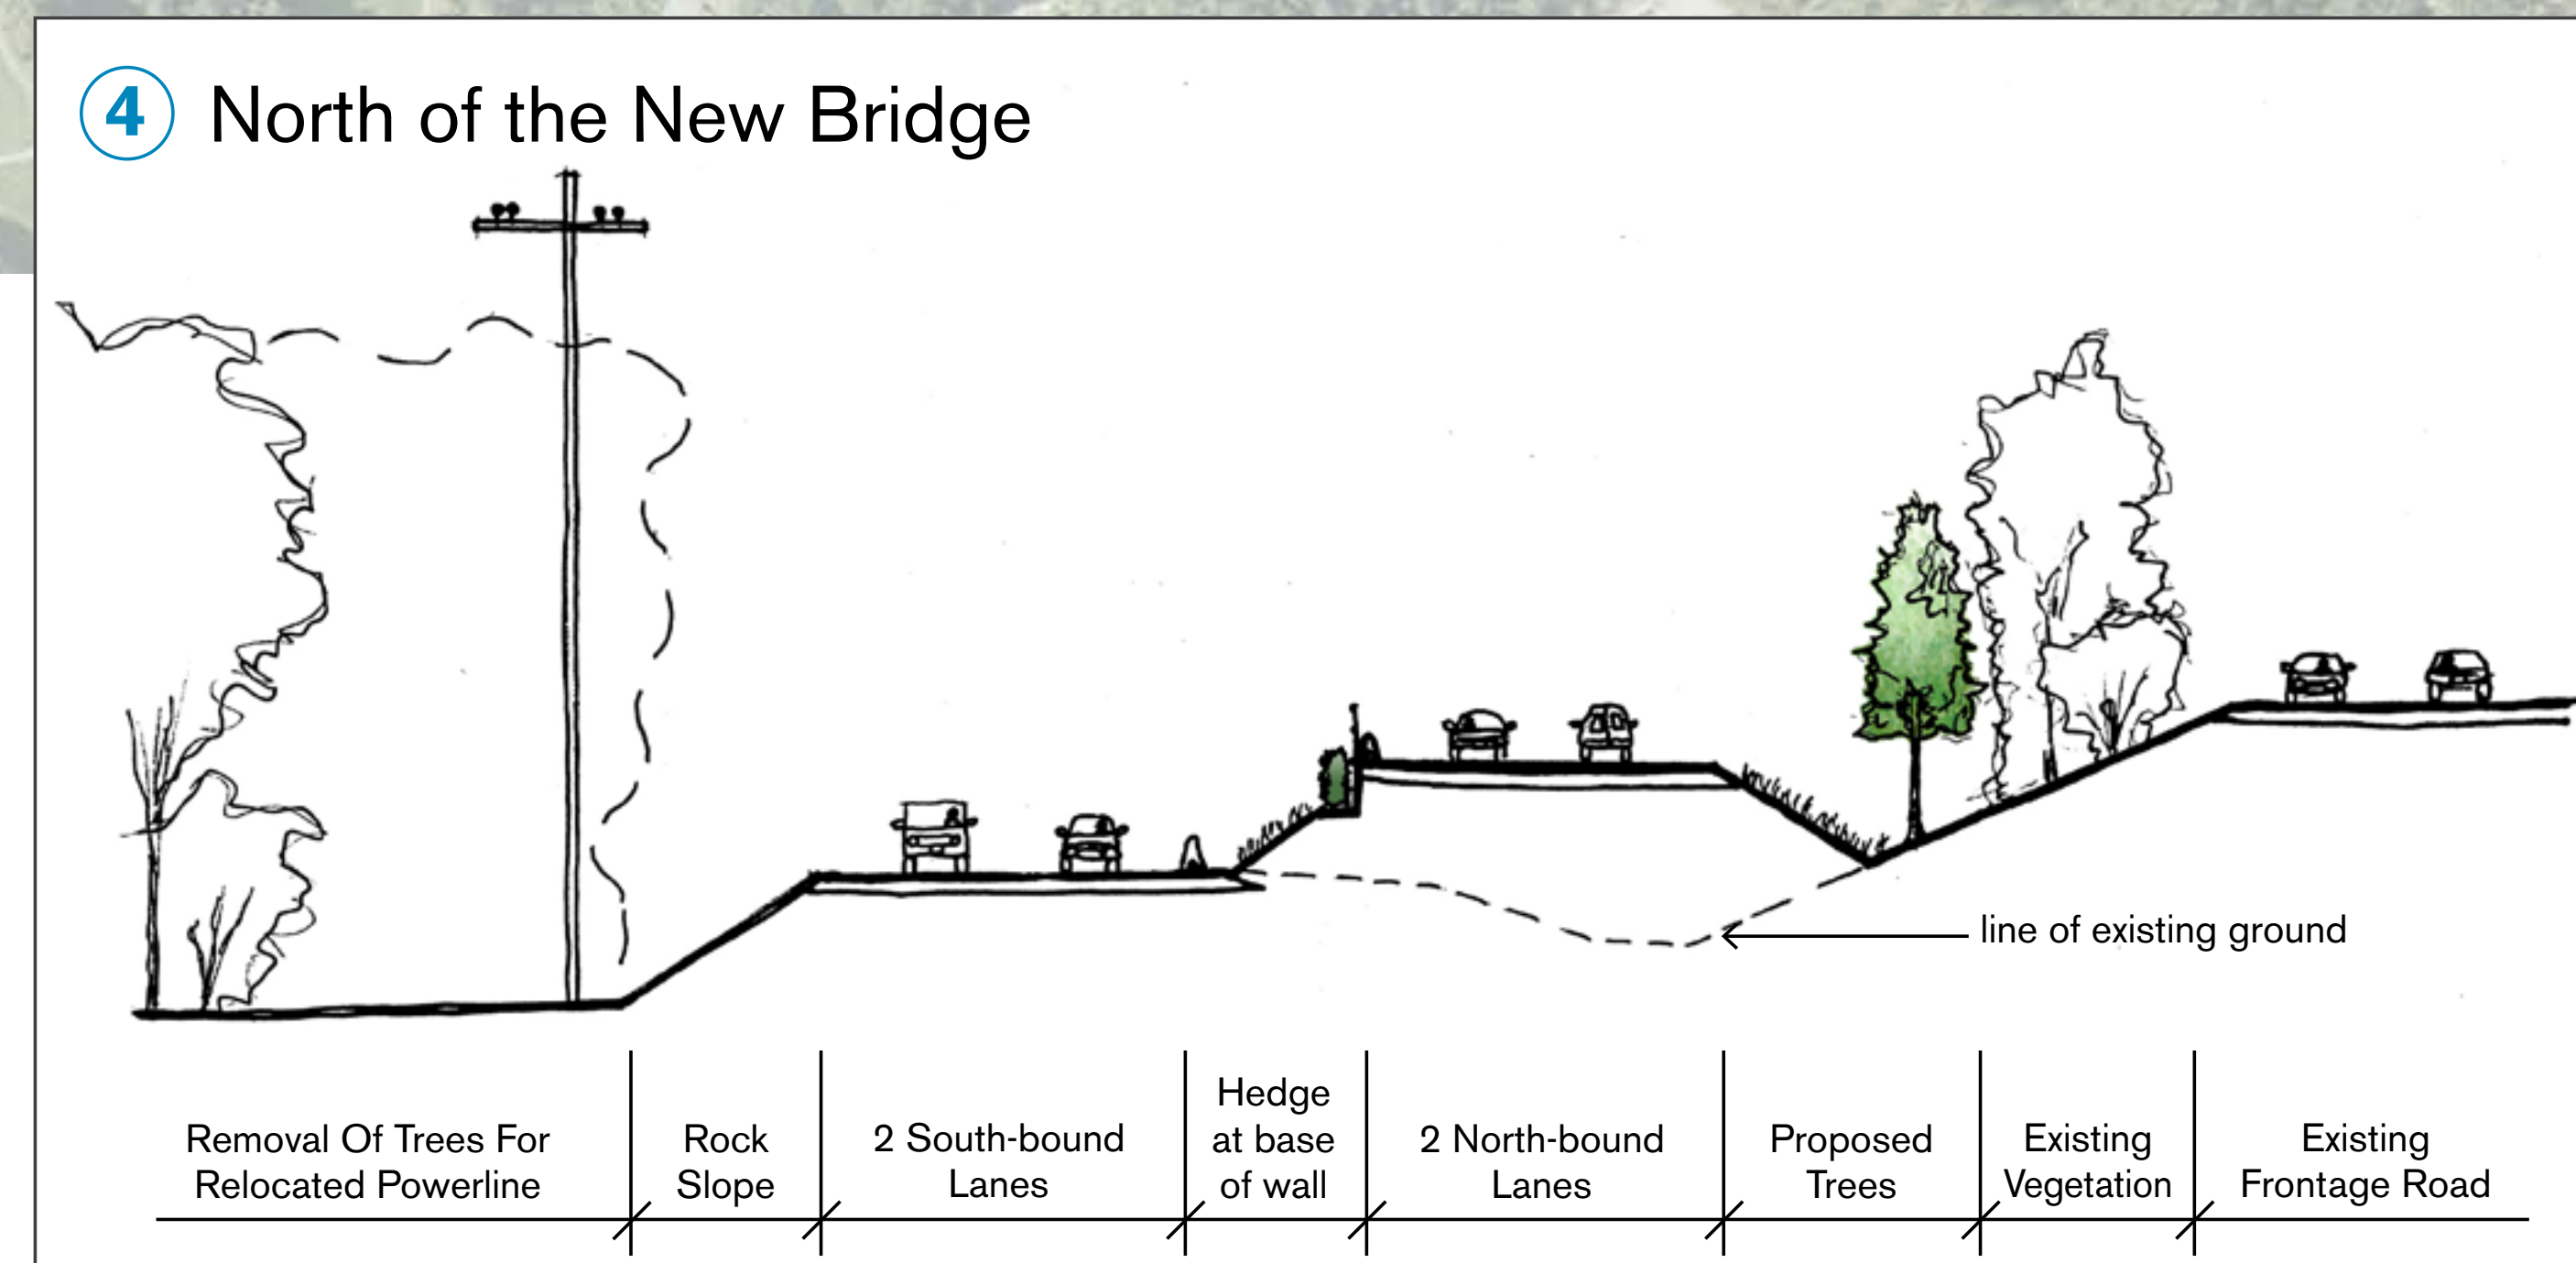 4 North of the New Bridge
line of existing ground
Removal Of Trees For
Relocated Powerline
Rock
Slope
2 South-bound
Lanes
Hedge
at base
of wall
2 North-bound
Lanes
Proposed
Trees
Existing
Vegetation
Existing
Frontage Road